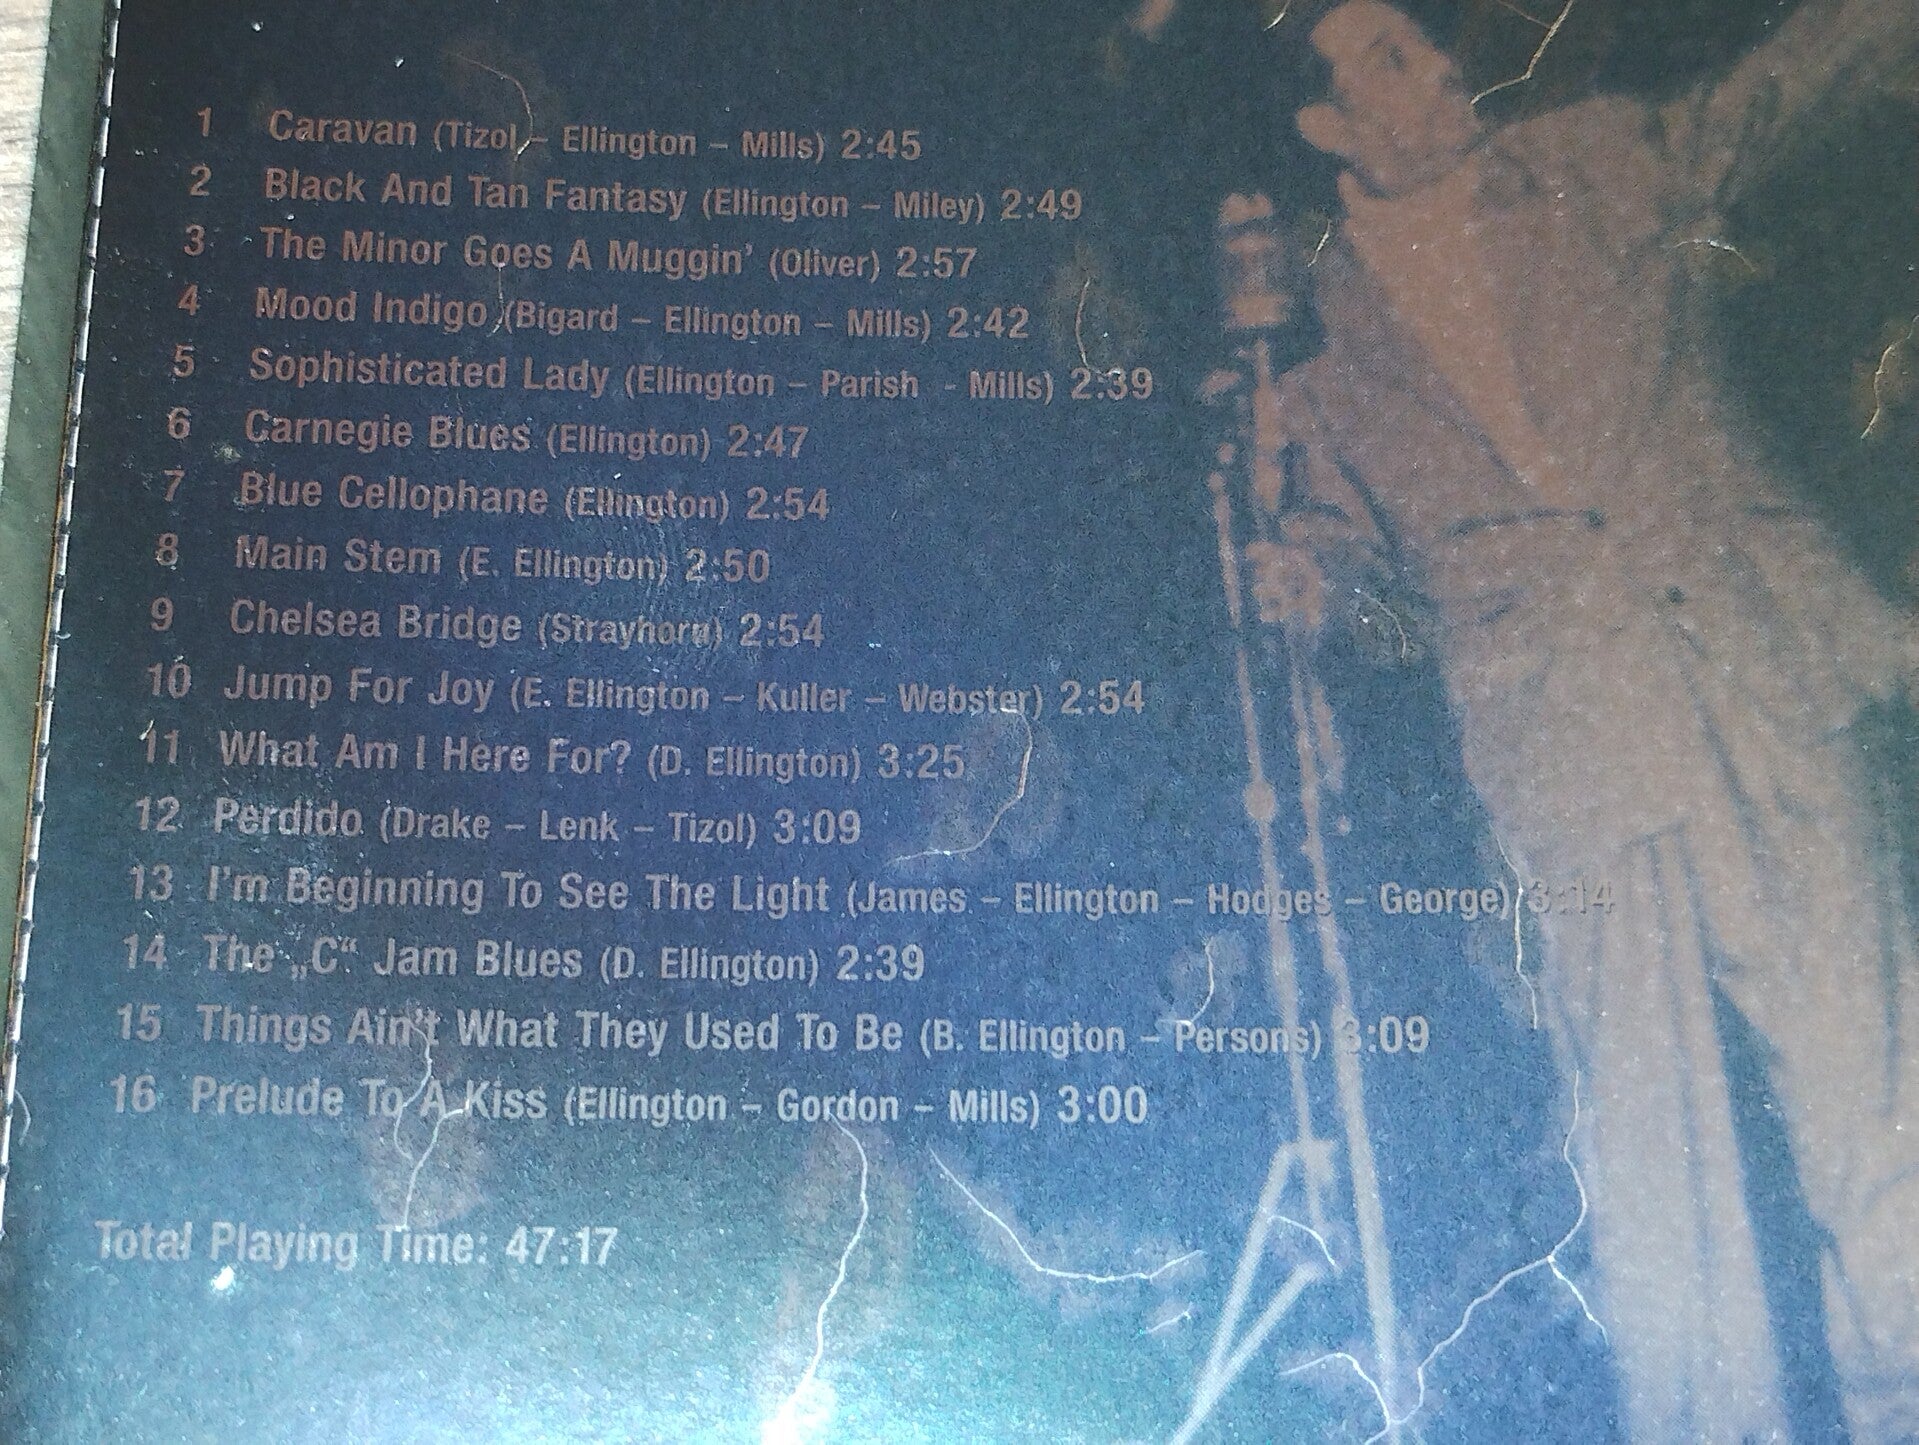 1 Caravan (Tizol – Ellington – Mills) 2:45
2 Black And Tan Fantasy (Ellington – Miley) 2:49
3 The Minor Goes A Muggin' (Oliver) 2:57
4 Mood Indigo (Bigard – Ellington – Mills) 2:42
5 Sophisticated Lady (Ellington – Parish - Mills) 2:39
6 Carnegie Blues (Ellington) 2:47
7 Blue Cellophane (Ellington) 2:54
8 Main Stem (E. Ellington) 2:50
9 Chelsea Bridge (Strayhorn) 2:54
10 Jump For Joy (E. Ellington – Kuller – Webster) 2:54
11 What Am I Here For? (D. Ellington) 3:25
12 Perdido (Drake – Lenk – Tizol) 3:09
13 I'm Beginning To See The Light (James – Ellington – Hodges – George) 3:14
14 The „C“ Jam Blues (D. Ellington) 2:39
15 Things Ain't What They Used To Be (B. Ellington – Persons) 3:09
16 Prelude To A Kiss (Ellington – Gordon – Mills) 3:00
Total Playing Time: 47:17